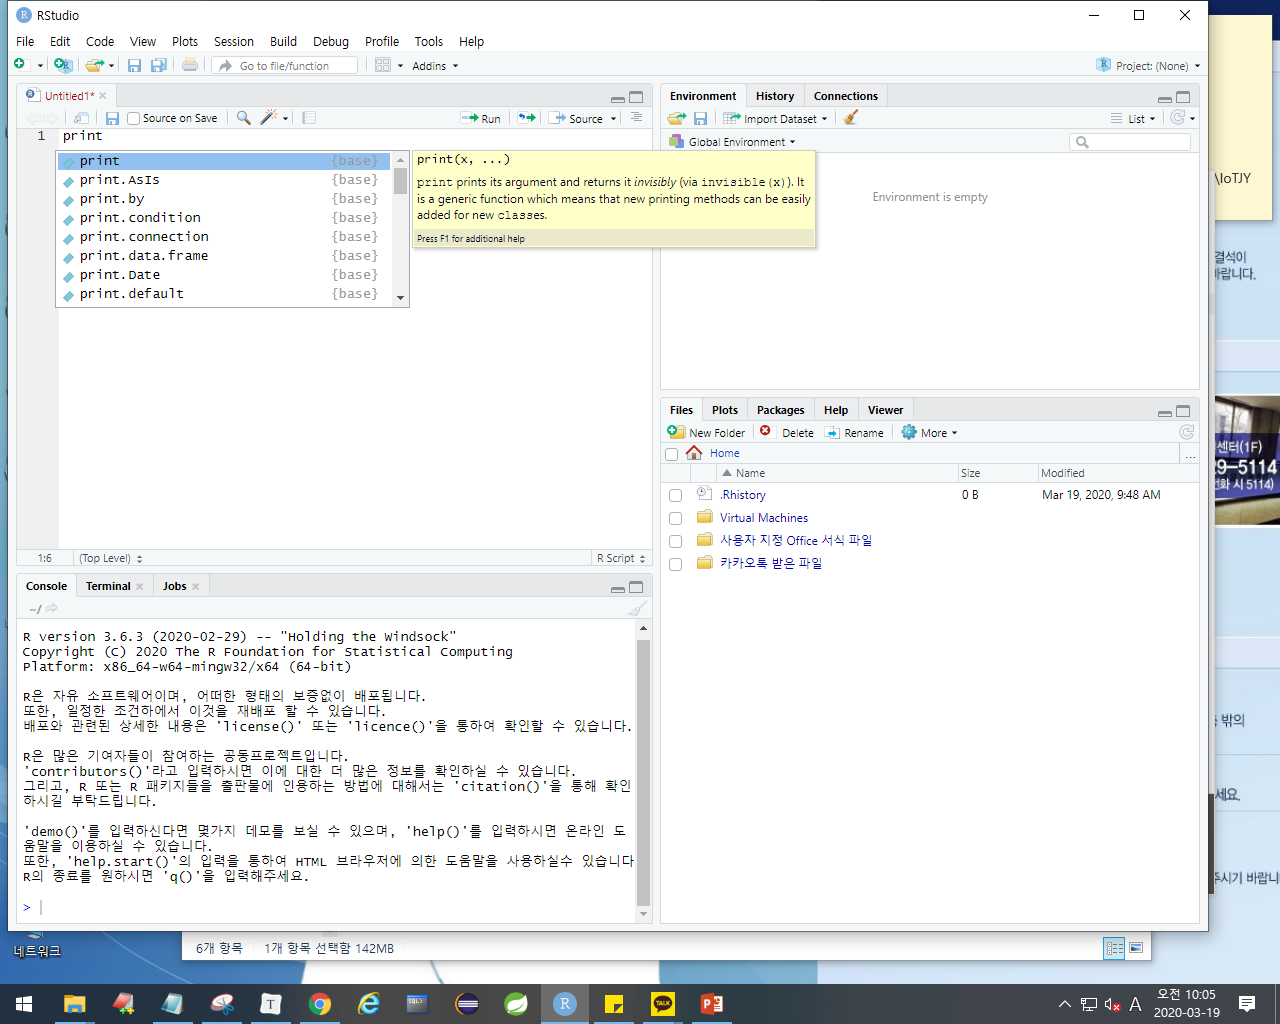 RStudio
File Edit Code View Plots Session Build Debug Profile Tools Help
Go to file/function Addins Project: (None)
Untitled1*
Source on Save Run Source
1 print
print {base}
print.AsIs {base}
print.by {base}
print.condition {base}
print.connection {base}
print.data.frame {base}
print.Date {base}
print.default {base}
print(x, ...)
print prints its argument and returns it invisibly (via invisible(x)). It
is a generic function which means that new printing methods can be easily
added for new classes.
Press F1 for additional help
1:6 (Top Level) R Script
Console Terminal Jobs
~/
R version 3.6.3 (2020-02-29) -- "Holding the Windsock"
Copyright (C) 2020 The R Foundation for Statistical Computing
Platform: x86_64-w64-mingw32/x64 (64-bit)
R은 자유 소프트웨어이며, 어떠한 형태의 보증없이 배포됩니다.
또한, 일정한 조건하에서 이것을 재배포 할 수 있습니다.
배포와 관련된 상세한 내용은 'license()' 또는 'licence()'을 통하여 확인할 수 있습니다.
R은 많은 기여자들이 참여하는 공동프로젝트입니다.
'contributors()'라고 입력하시면 이에 대한 더 많은 정보를 확인하실 수 있습니다.
그리고, R 또는 R 패키지들을 출판물에 인용하는 방법에 대해서는 'citation()'을 통해 확인
하시길 부탁드립니다.
'demo()'를 입력하신다면 몇가지 데모를 보실 수 있으며, 'help()'를 입력하시면 온라인 도
움말을 이용하실 수 있습니다.
또한, 'help.start()'의 입력을 통하여 HTML 브라우저에 의한 도움말을 사용하실수 있습니다
R의 종료를 원하시면 'q()'을 입력해주세요.
>
Environment History Connections
Import Dataset List
Global Environment
Environment is empty
Files Plots Packages Help Viewer
New Folder Delete Rename More
Home ...
Name Size Modified
.Rhistory 0 B Mar 19, 2020, 9:48 AM
Virtual Machines
사용자 지정 Office 서식 파일
카카오톡 받은 파일
\IoTJY
결석이
바랍니다.
센터(1F)
29-5114
전화 시 5114)
밖의
세요.
주시기 바랍니
네트워크
6개 항목 1개 항목 선택함 142MB
T SQL> R TALK A
오전 10:05
2020-03-19